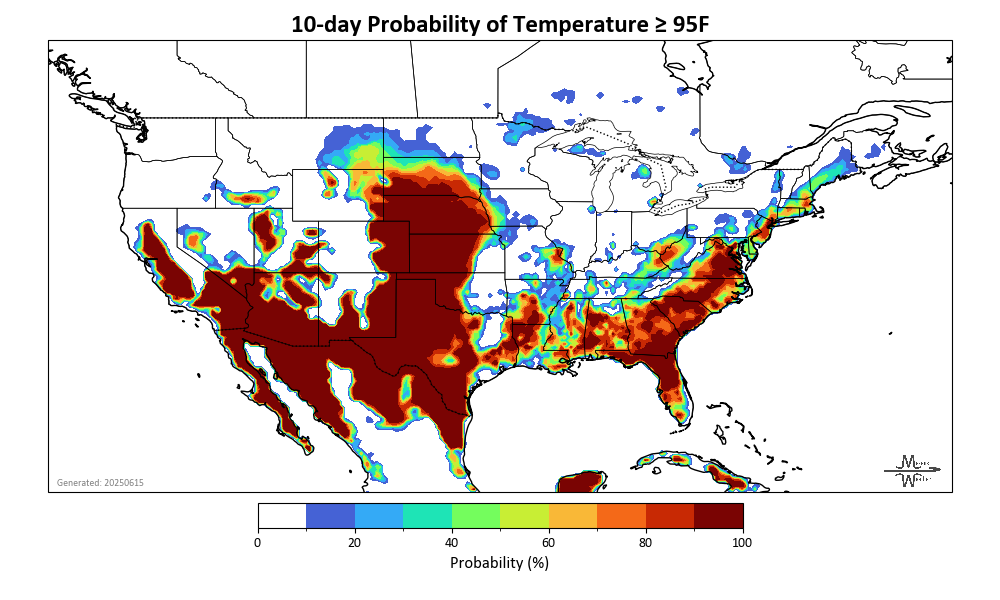 10-day Probability of Temperature ≥ 95F
Generated: 20250615
0 20 40 60 80 100
Probability (%)